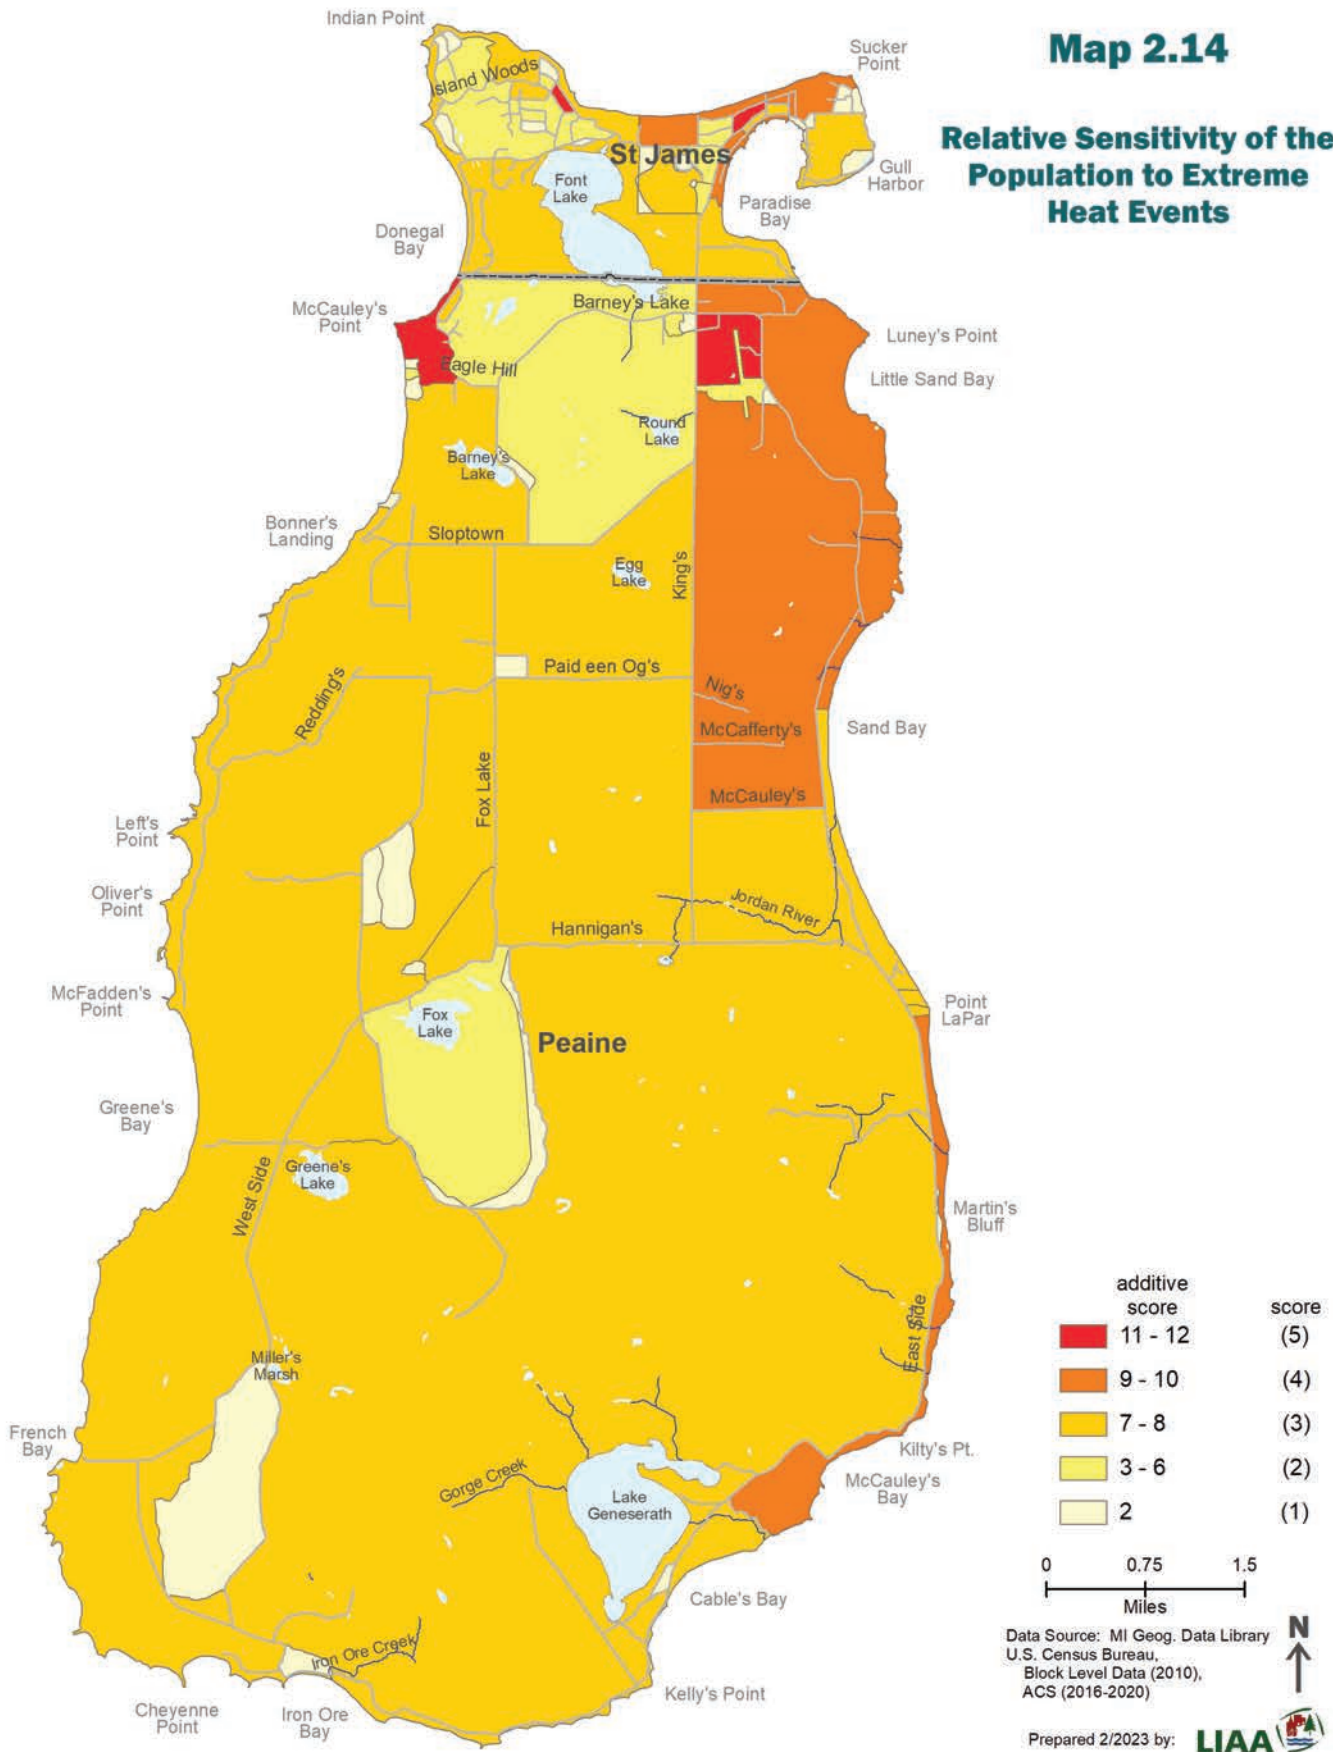 Map 2.14
Relative Sensitivity of the
Population to Extreme
Heat Events
Indian Point
Sucker
Point
Island Woods
St James
Font
Lake
Gull
Harbor
Paradise
Bay
Donegal
Bay
McCauley's
Point
Barney's Lake
Luney's Point
Eagle Hill
Little Sand Bay
Round
Lake
Barney's
Lake
Bonner's
Landing
Sloptown
Egg
Lake
King's
Paid een Og's
Redding's
Nig's
McCafferty's
Sand Bay
Fox Lake
McCauley's
Left's
Point
Oliver's
Point
Jordan River
Hannigan's
McFadden's
Point
Fox
Lake
Point
LaPar
Peaine
Greene's
Bay
Greene's
Lake
West Side
Martin's
Bluff
East Side
Miller's
Marsh
French
Bay
Kilty's Pt.
McCauley's
Bay
Gorge Creek
Lake
Geneserath
Cable's Bay
Iron Ore Creek
Kelly's Point
Cheyenne
Point
Iron Ore
Bay
additive
score score
11 - 12 (5)
9 - 10 (4)
7 - 8 (3)
3 - 6 (2)
2 (1)
0 0.75 1.5
Miles
Data Source: MI Geog. Data Library
U.S. Census Bureau,
Block Level Data (2010),
ACS (2016-2020)
N
Prepared 2/2023 by: LIAA